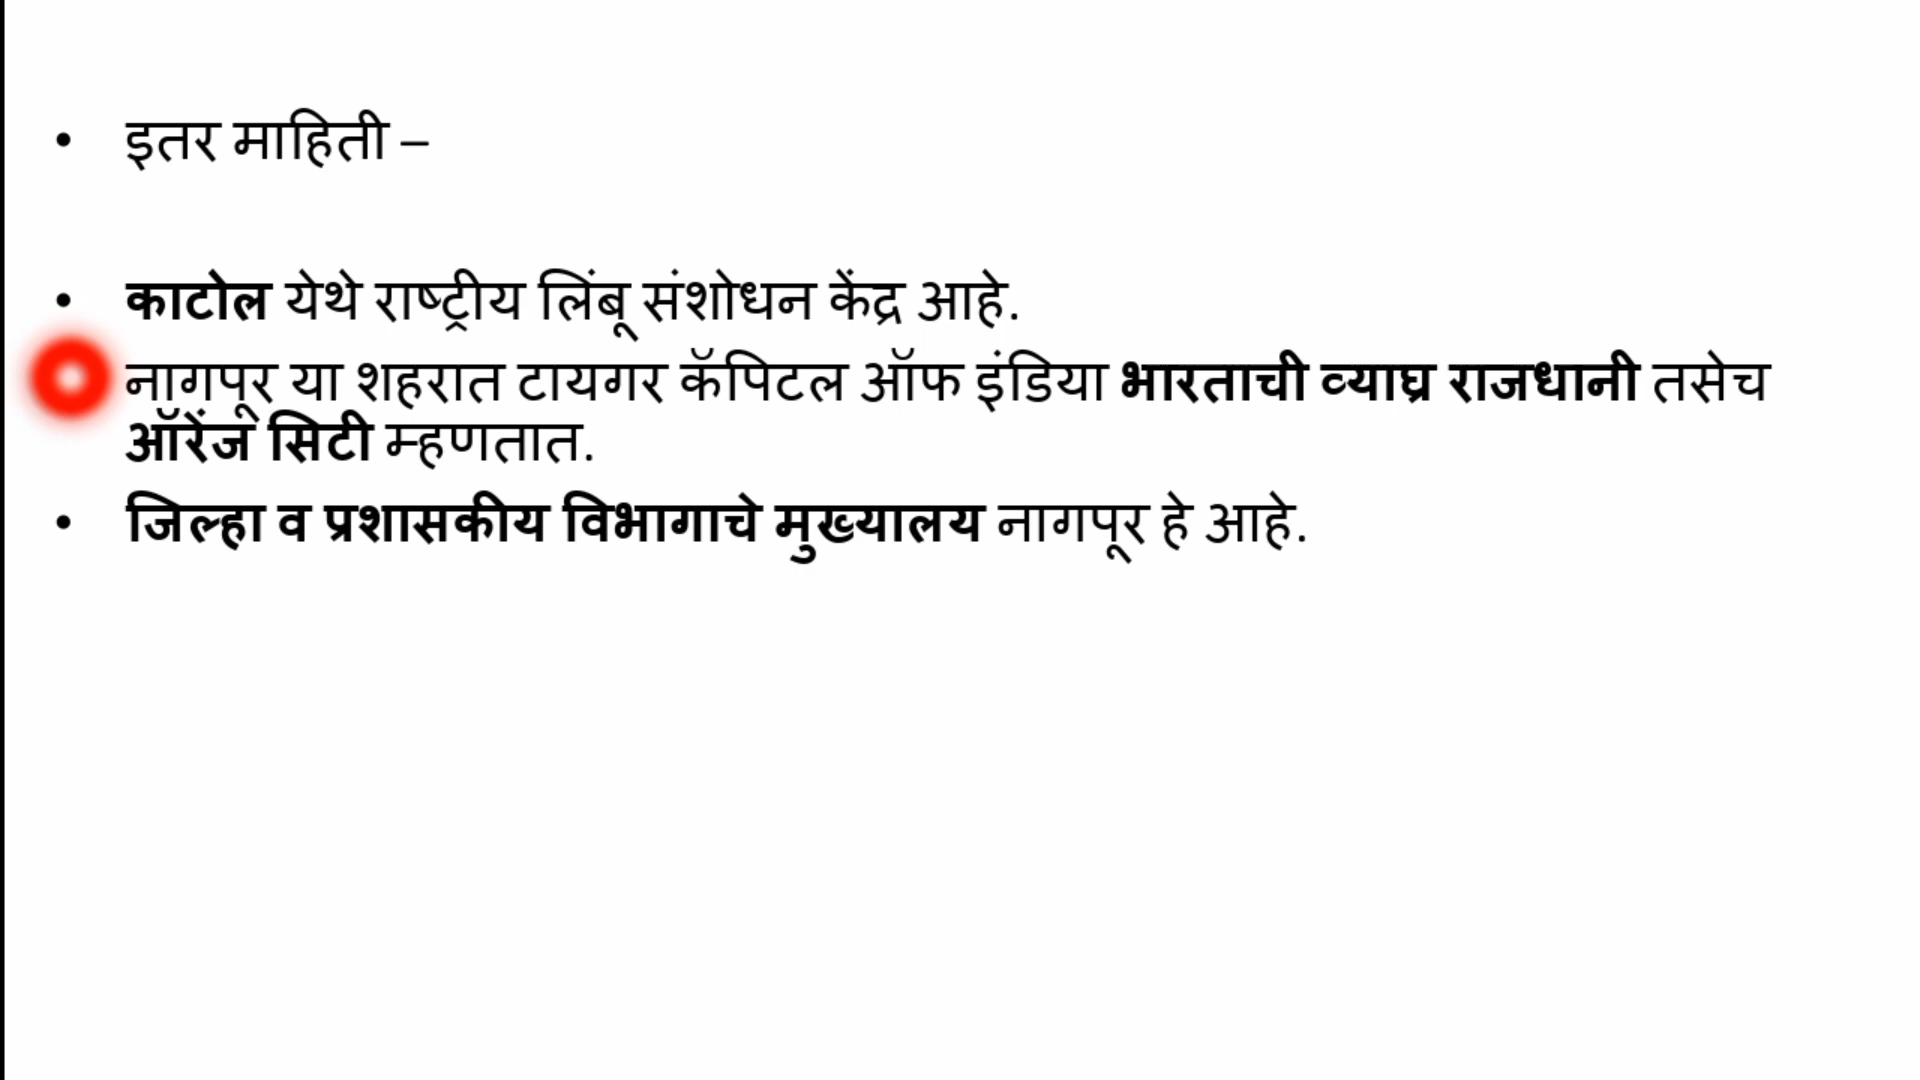 • इतर माहिती –
• काटोल येथे राष्ट्रीय लिंबू संशोधन केंद्र आहे.
नागपूर या शहरात टायगर कॅपिटल ऑफ इंडिया भारताची व्याघ्र राजधानी तसेच
ऑरेंज सिटी म्हणतात.
• जिल्हा व प्रशासकीय विभागाचे मुख्यालय नागपूर हे आहे.